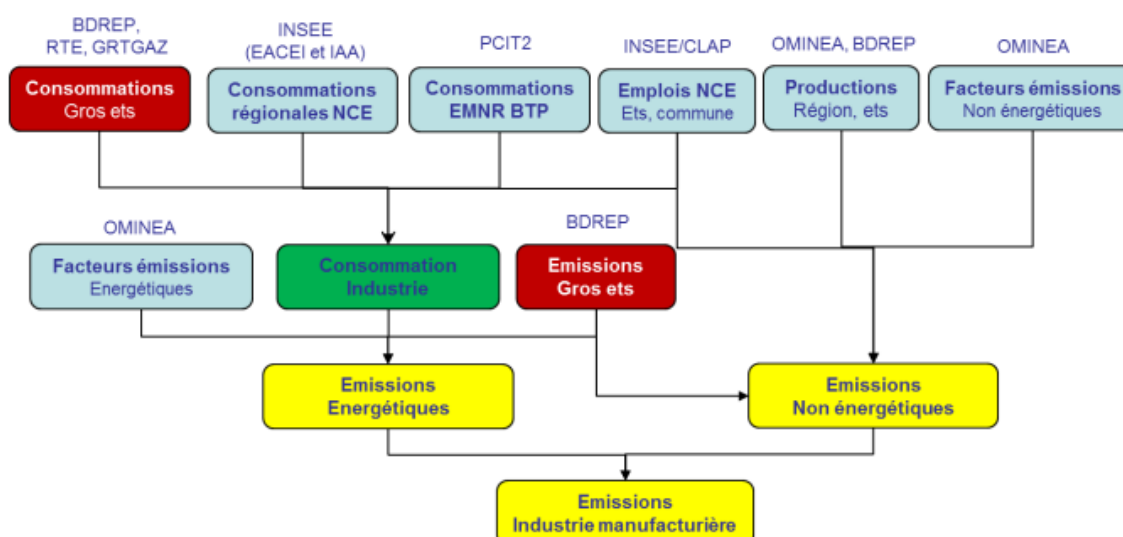 BDREP,
RTE, GRTGAZ
INSEE
(EACEI et IAA)
PCIT2
INSEE/CLAP
OMINEA, BDREP
OMINEA
Consommations
Gros ets
Consommations
régionales NCE
Consommations
EMNR BTP
Emplois NCE
Ets, commune
Productions
Région, ets
Facteurs émissions
Non énergétiques
OMINEA
BDREP
Facteurs émissions
Energétiques
Consommation
Industrie
Emissions
Gros ets
Emissions
Energétiques
Emissions
Non énergétiques
Emissions
Industrie manufacturière